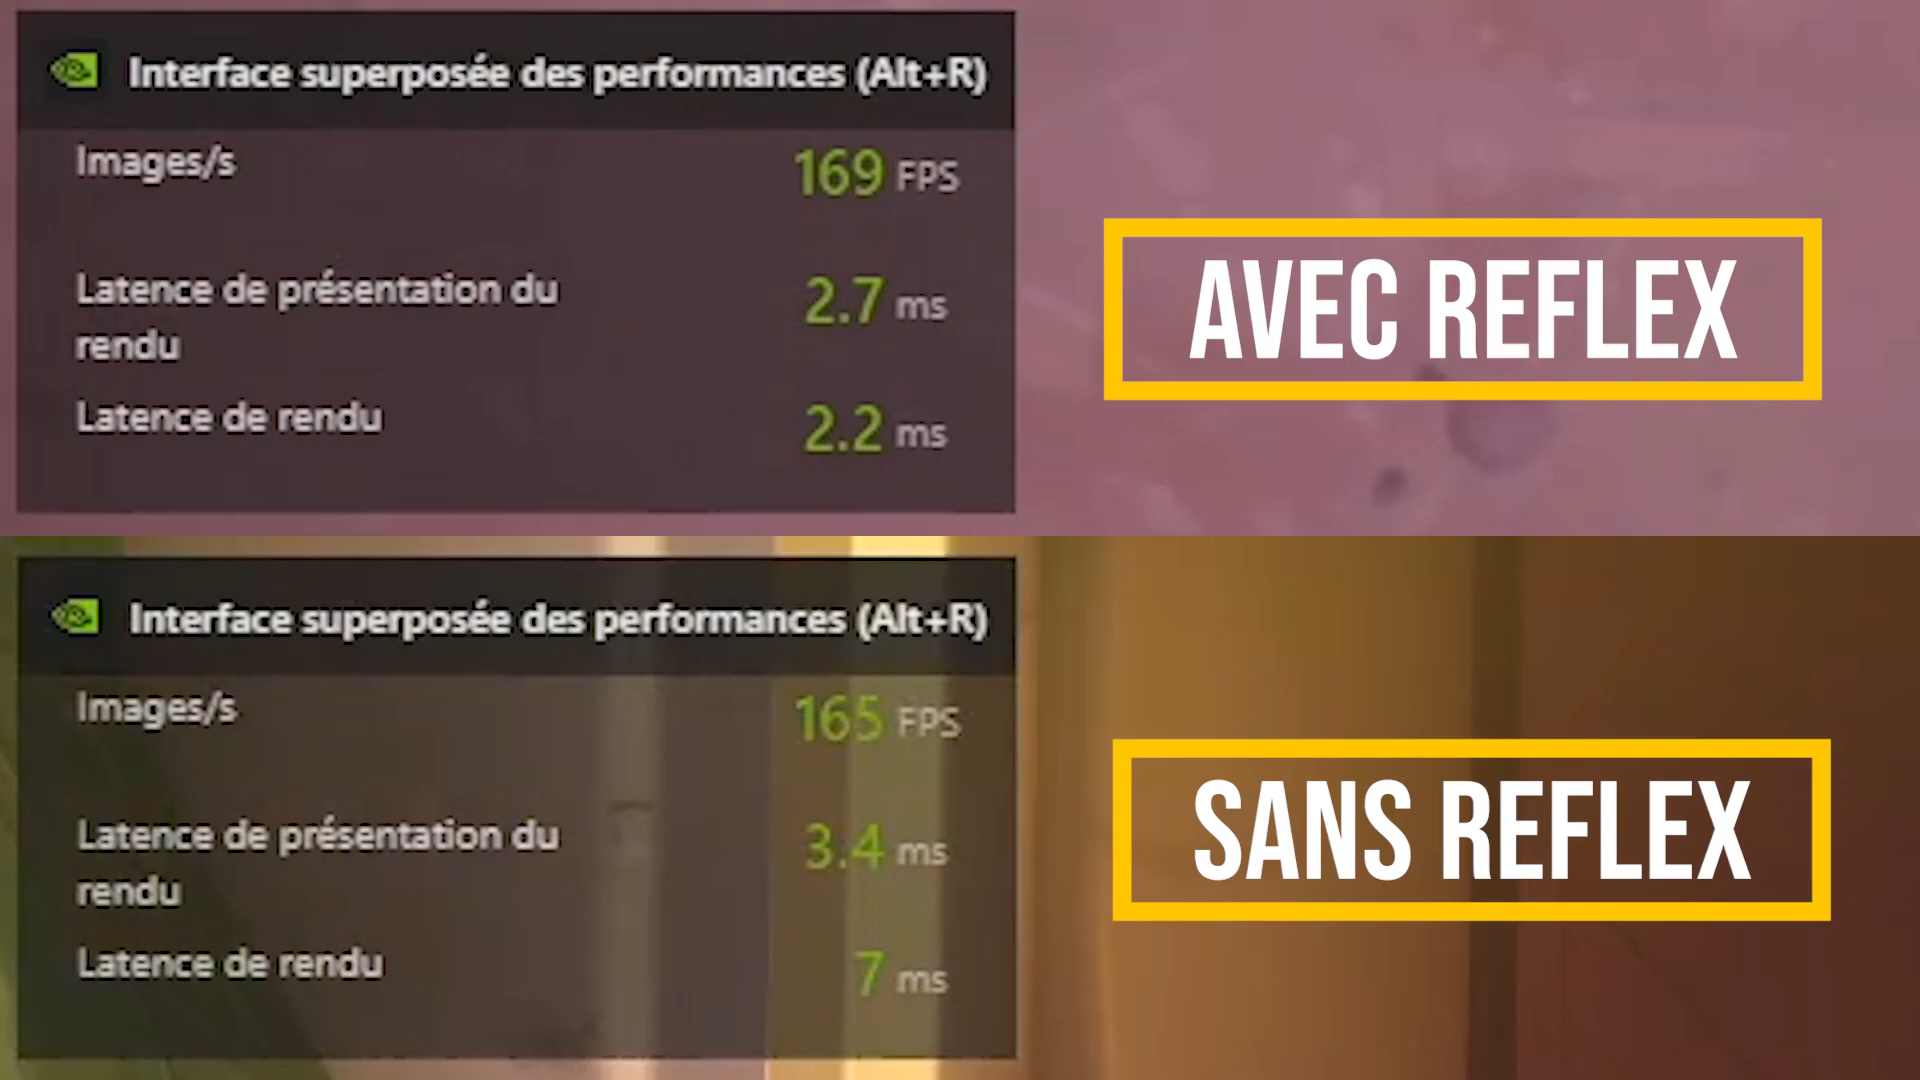 Interface superposée des performances (Alt+R)
Images/s 169 FPS
Latence de présentation du
rendu 2.7 ms
Latence de rendu 2.2 ms
AVEC REFLEX
Interface superposée des performances (Alt+R)
Images/s 165 FPS
Latence de présentation du
rendu 3.4 ms
Latence de rendu 7 ms
SANS REFLEX